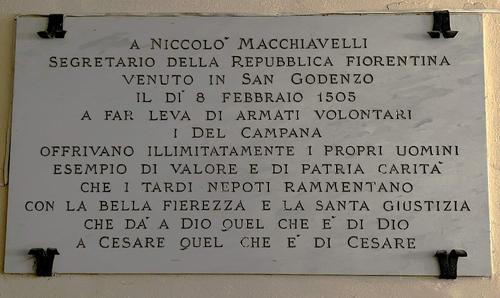 A NICCOLO' MACCHIAVELLI
SEGRETARIO DELLA REPUBBLICA FIORENTINA
VENUTO IN SAN GODENZO
IL DI' 8 FEBBRAIO 1505
A FAR LEVA DI ARMATI VOLONTARI
I DEL CAMPANA
OFFRIVANO ILLIMITATAMENTE I PROPRI UOMINI
ESEMPIO DI VALORE E DI PATRIA CARITA'
CHE I TARDI NEPOTI RAMMENTANO
CON LA BELLA FIEREZZA E LA SANTA GIUSTIZIA
CHE DA' A DIO QUEL CHE E' DI DIO
A CESARE QUEL CHE E' DI CESARE